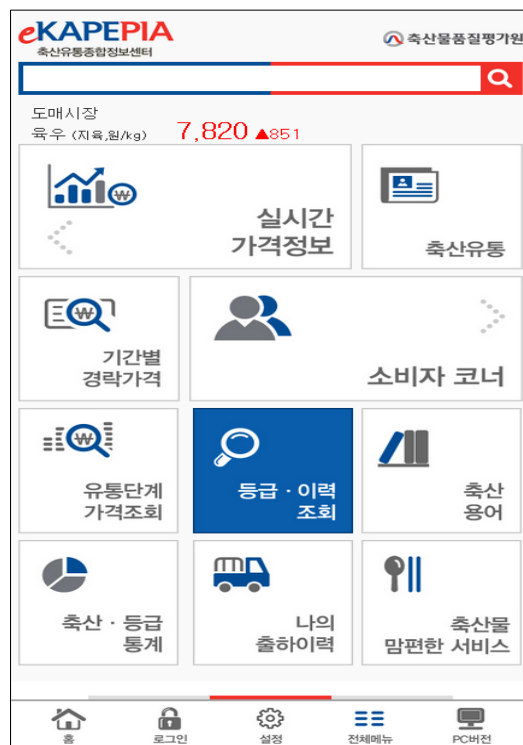 eKAPEPIA
축산유통종합정보센터
축산물품질평가원
도매시장
육우 (지육,원/kg) 7,820 ▲851
실시간
가격정보
축산유통
기간별
경락가격
소비자 코너
유통단계
가격조회
등급 · 이력
조회
축산
용어
축산 · 등급
통계
나의
출하이력
축산물
맘편한 서비스
홈
로그인
설정
전체메뉴
PC버전